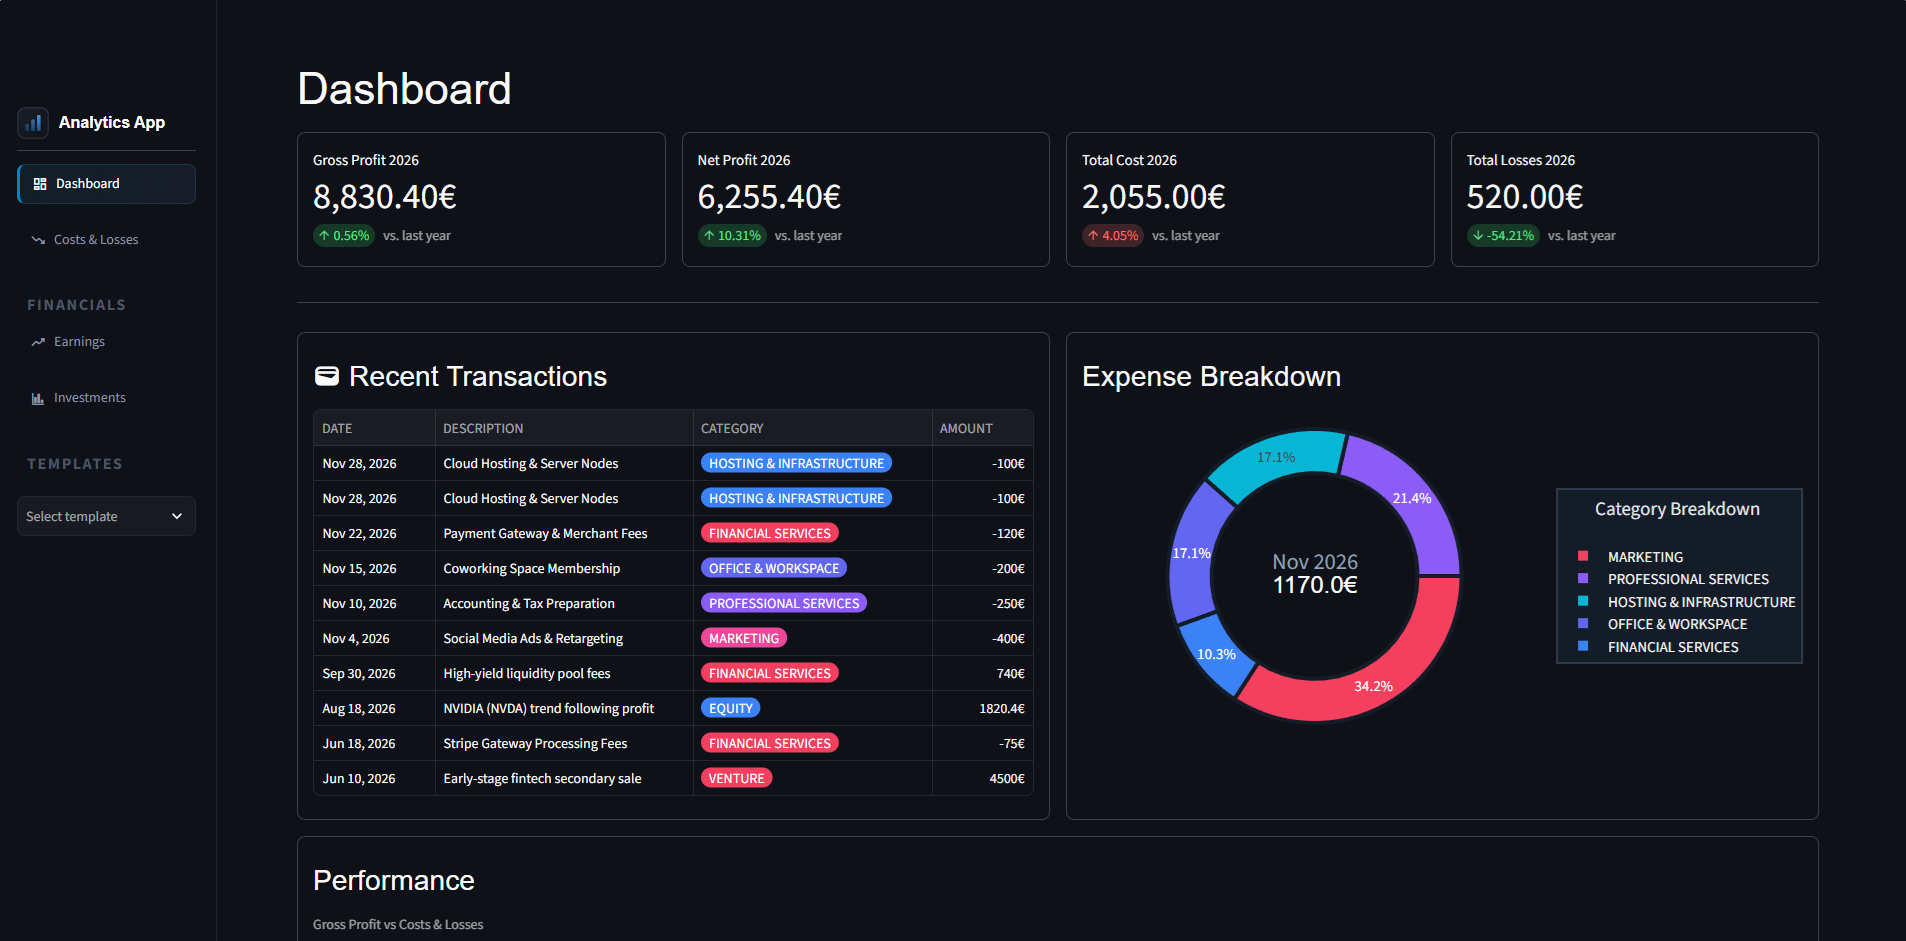 Analytics App
Dashboard
Costs & Losses
FINANCIALS
Earnings
Investments
TEMPLATES
Select template
Dashboard
Gross Profit 2026
8,830.40€
↑ 0.56% vs. last year
Net Profit 2026
6,255.40€
↑ 10.31% vs. last year
Total Cost 2026
2,055.00€
↑ 4.05% vs. last year
Total Losses 2026
520.00€
↓ -54.21% vs. last year
Recent Transactions
DATE DESCRIPTION CATEGORY AMOUNT
Nov 28, 2026 Cloud Hosting & Server Nodes HOSTING & INFRASTRUCTURE -100€
Nov 28, 2026 Cloud Hosting & Server Nodes HOSTING & INFRASTRUCTURE -100€
Nov 22, 2026 Payment Gateway & Merchant Fees FINANCIAL SERVICES -120€
Nov 15, 2026 Coworking Space Membership OFFICE & WORKSPACE -200€
Nov 10, 2026 Accounting & Tax Preparation PROFESSIONAL SERVICES -250€
Nov 4, 2026 Social Media Ads & Retargeting MARKETING -400€
Sep 30, 2026 High-yield liquidity pool fees FINANCIAL SERVICES 740€
Aug 18, 2026 NVIDIA (NVDA) trend following profit EQUITY 1820.4€
Jun 18, 2026 Stripe Gateway Processing Fees FINANCIAL SERVICES -75€
Jun 10, 2026 Early-stage fintech secondary sale VENTURE 4500€
Expense Breakdown
17.1%
21.4%
17.1%
Nov 2026
1170.0€
10.3%
34.2%
Category Breakdown
MARKETING
PROFESSIONAL SERVICES
HOSTING & INFRASTRUCTURE
OFFICE & WORKSPACE
FINANCIAL SERVICES
Performance
Gross Profit vs Costs & Losses